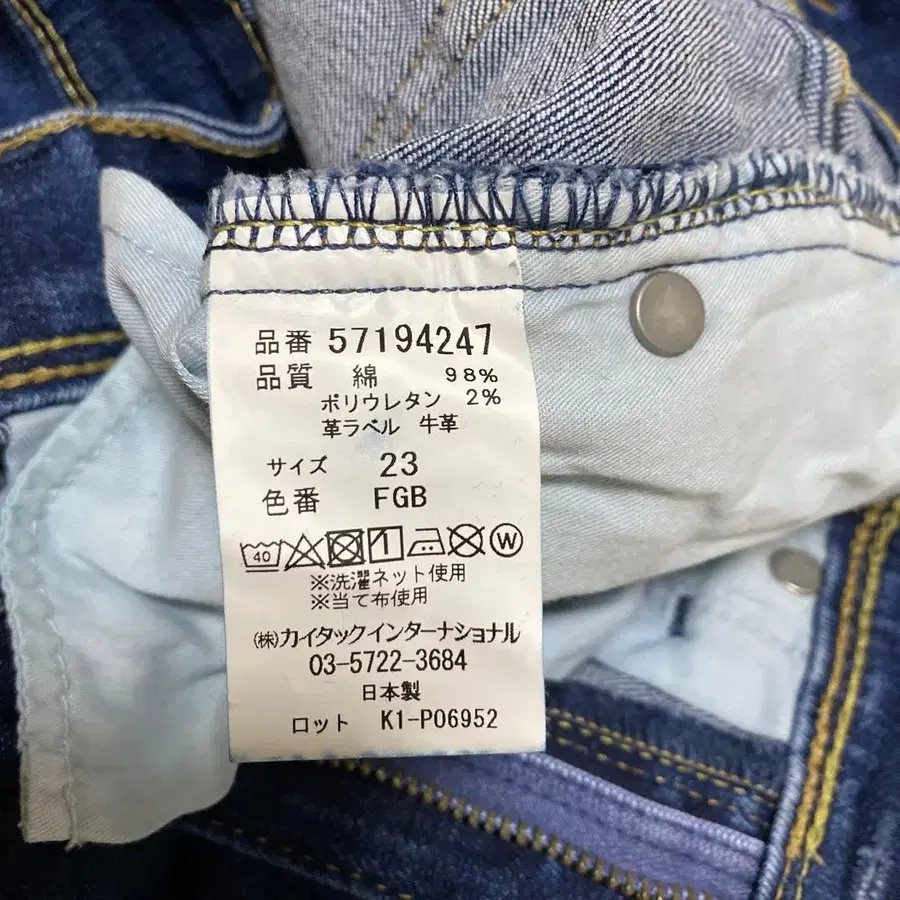 品番 57194247
品質 綿 98%
ポリウレタン 2%
革ラベル 牛革
サイズ 23
色番 FGB
40 W
※洗濯ネット使用
※当て布使用
(株)カイタックインターナショナル
03-5722-3684
日本製
ロット K1-P06952